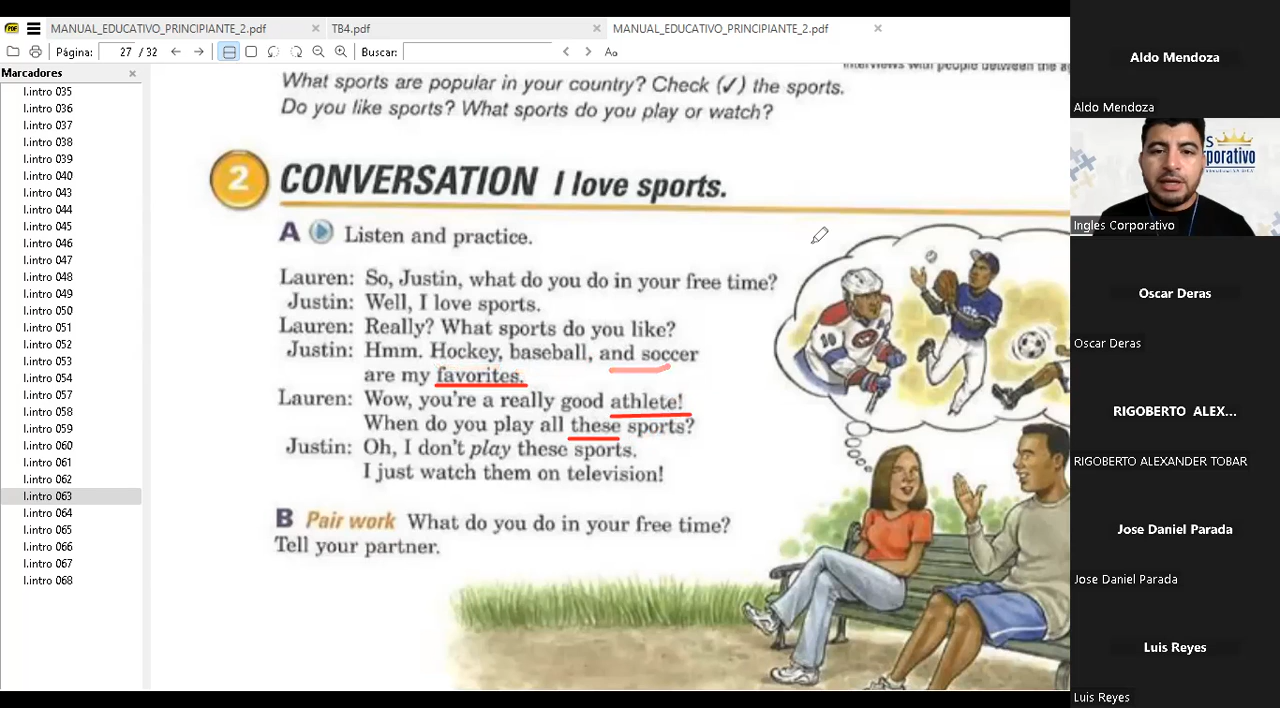 MANUAL_EDUCATIVO_PRINCIPIANTE_2.pdf
TB4.pdf
MANUAL_EDUCATIVO_PRINCIPIANTE_2.pdf
Página: 27 / 32
Buscar:
Marcadores
I.intro 035
I.intro 036
I.intro 037
I.intro 038
I.intro 039
I.intro 040
I.intro 043
I.intro 044
I.intro 045
I.intro 046
I.intro 047
I.intro 048
I.intro 049
I.intro 050
I.intro 051
I.intro 052
I.intro 053
I.intro 054
I.intro 057
I.intro 058
I.intro 059
I.intro 060
I.intro 061
I.intro 062
I.intro 063
I.intro 064
I.intro 065
I.intro 066
I.intro 067
I.intro 068
interviews with people between the a
What sports are popular in your country? Check (✓) the sports.
Do you like sports? What sports do you play or watch?
2 CONVERSATION I love sports.
A Listen and practice.
Lauren: So, Justin, what do you do in your free time?
Justin: Well, I love sports.
Lauren: Really? What sports do you like?
Justin: Hmm. Hockey, baseball, and soccer
are my favorites.
Lauren: Wow, you're a really good athlete!
When do you play all these sports?
Justin: Oh, I don't play these sports.
I just watch them on television!
B Pair work What do you do in your free time?
Tell your partner.
10
Aldo Mendoza
Aldo Mendoza
Ingles Corporativo
Oscar Deras
Oscar Deras
RIGOBERTO ALEX...
RIGOBERTO ALEXANDER TOBAR
Jose Daniel Parada
Jose Daniel Parada
Luis Reyes
Luis Reyes